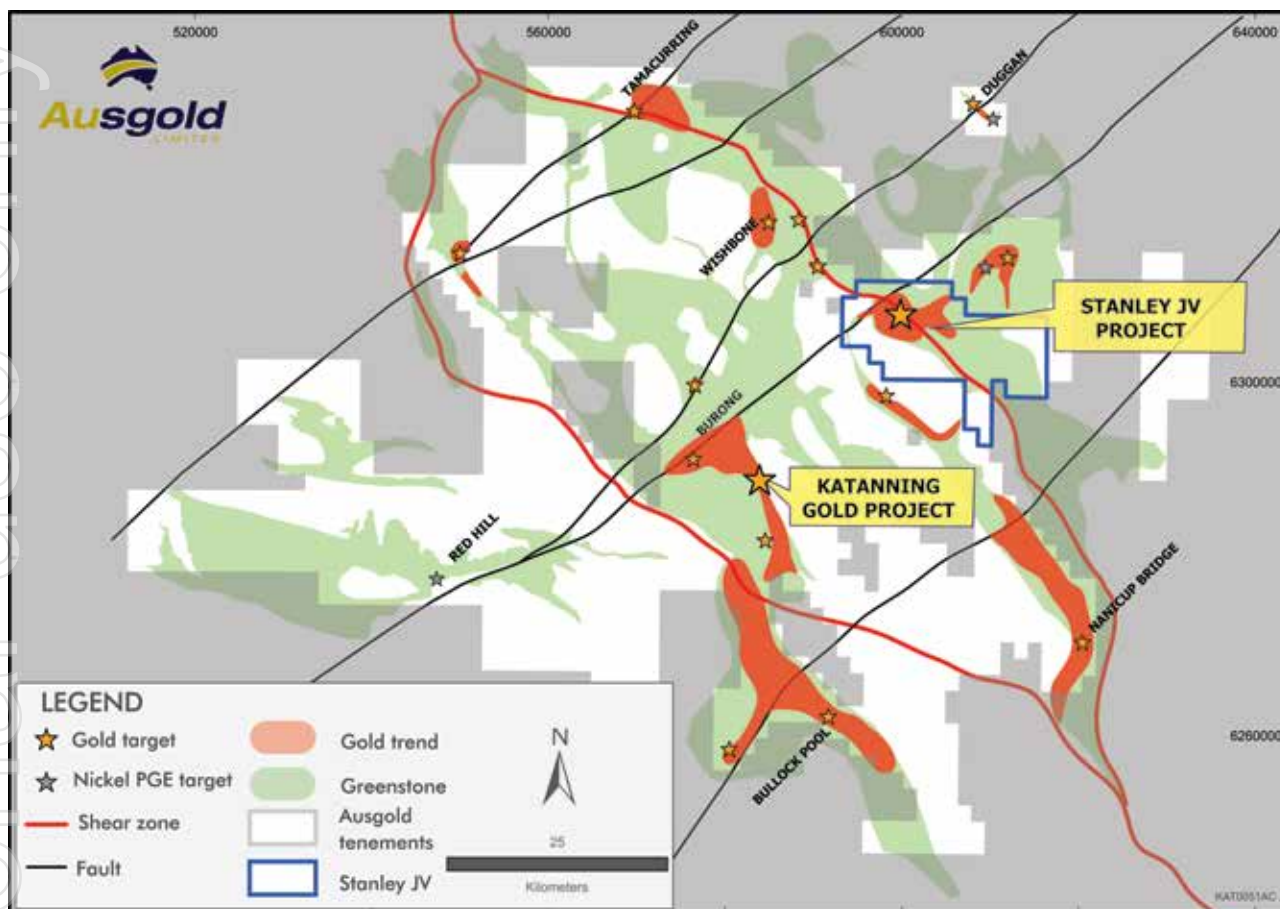 520000
560000
600000
640000
Ausgold
LIMITED
TAMACURRING
DUGGAN
WISHBONE
STANLEY JV
PROJECT
6300000
BURONG
KATANNING
GOLD PROJECT
RED HILL
NANICUP BRIDGE
BULLOCK POOL
6260000
LEGEND
Gold target
Nickel PGE target
Shear zone
Fault
Gold trend
Greenstone
Ausgold
tenements
Stanley JV
N
25
Kilometers
KAT0051AC